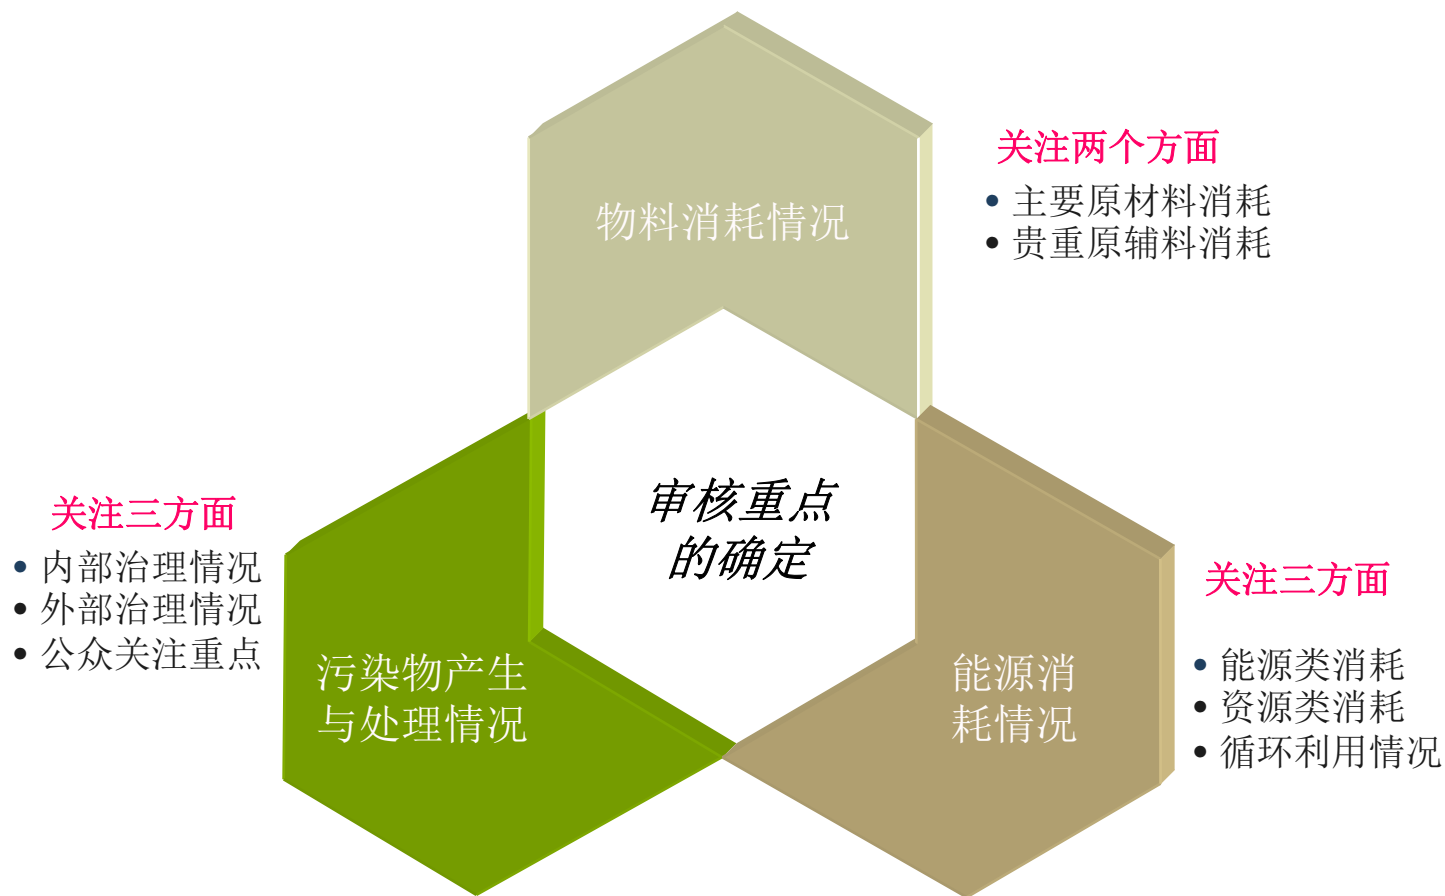 物料消耗情况
关注两个方面
主要原材料消耗
贵重原辅料消耗
审核重点
的确定
关注三方面
内部治理情况
外部治理情况
公众关注重点
污染物产生
与处理情况
能源消
耗情况
关注三方面
能源类消耗
资源类消耗
循环利用情况